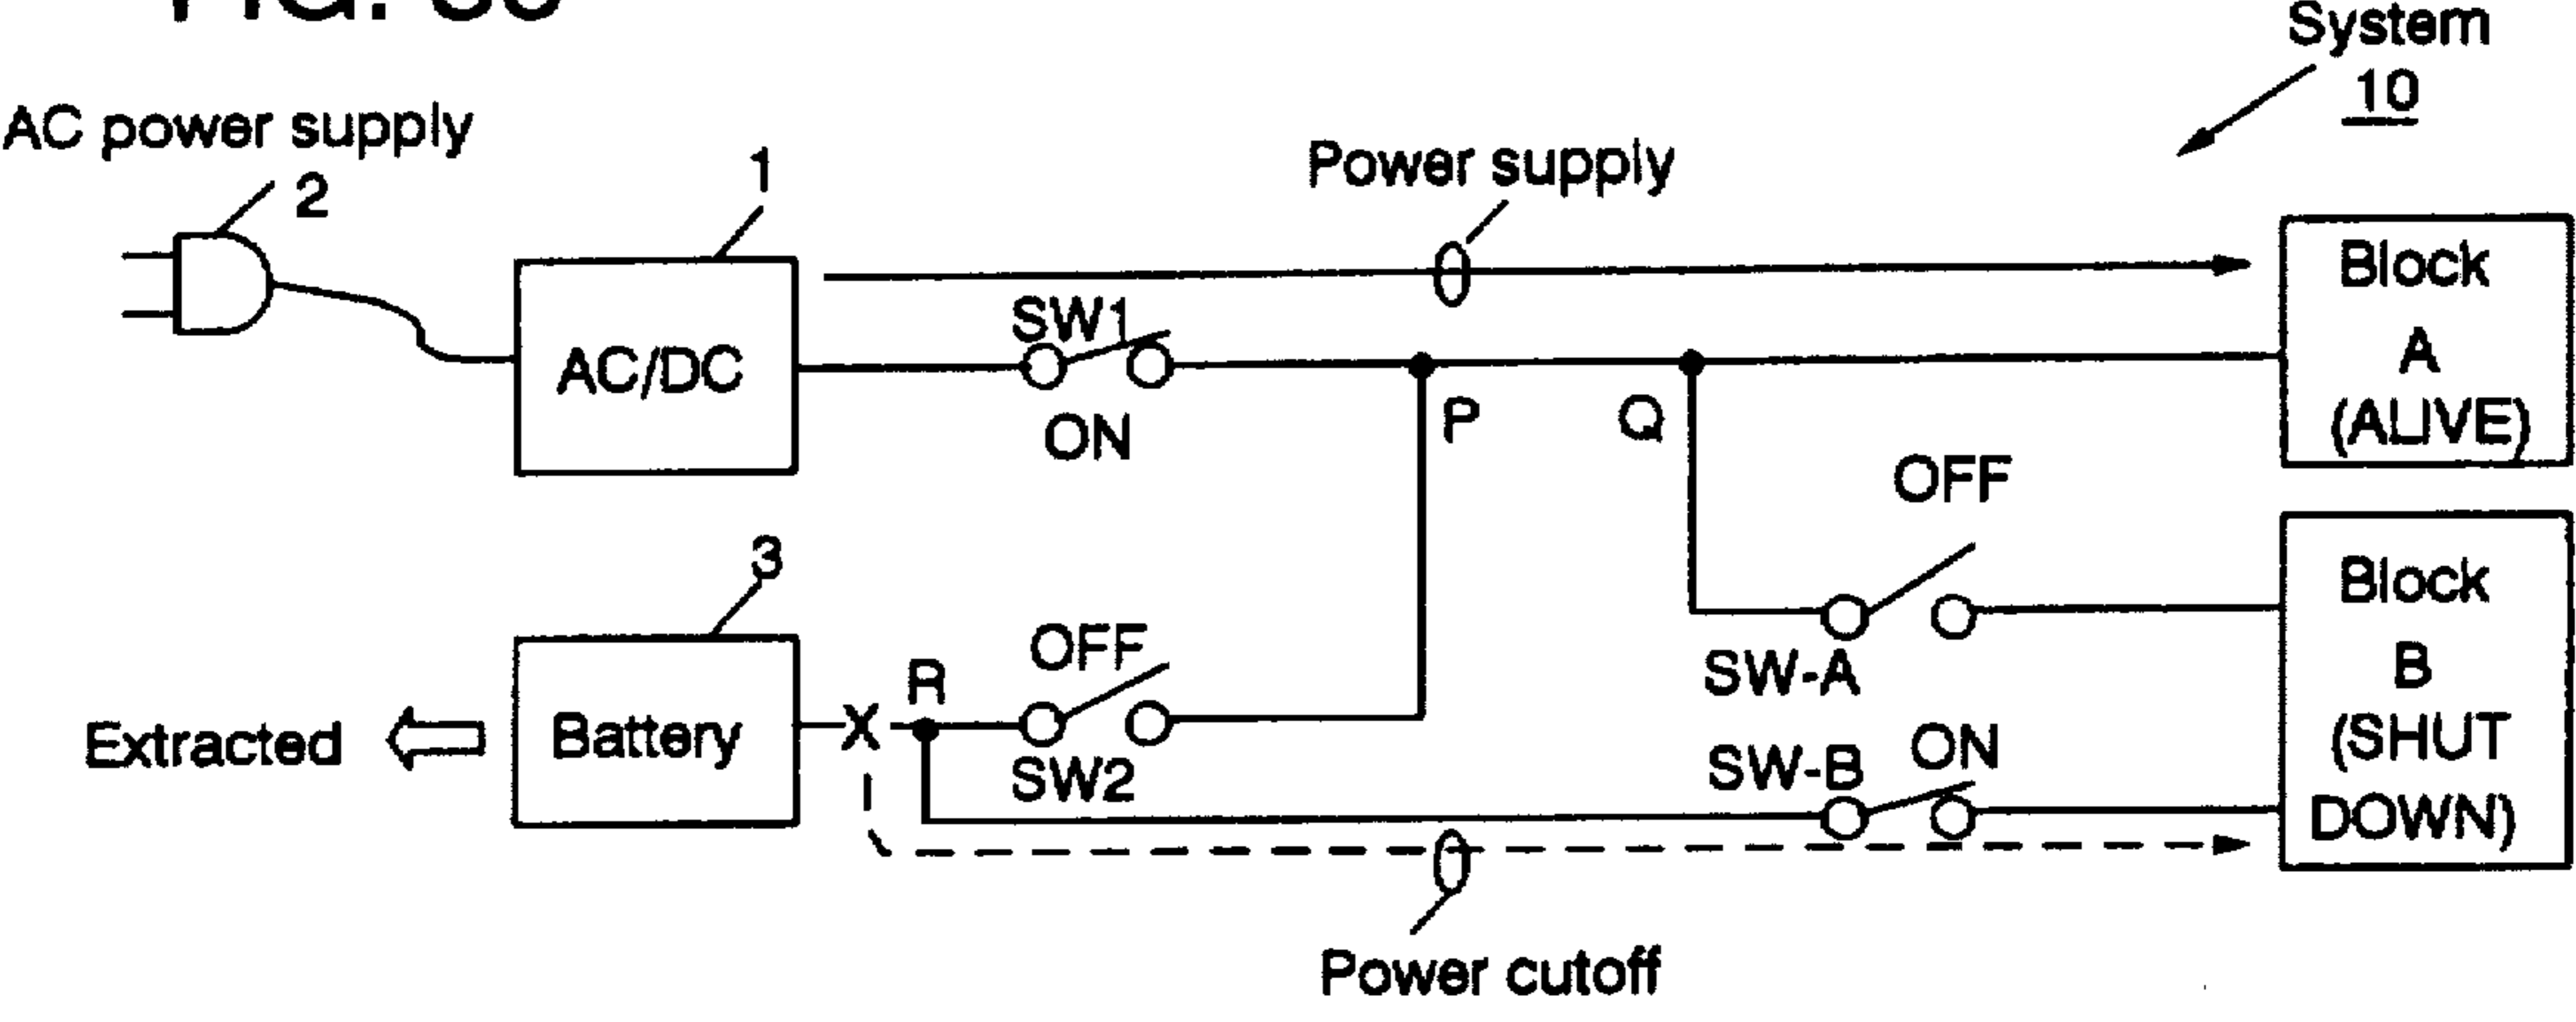 System
10
AC power supply
2
1
Power supply
Block
A
(ALIVE)
SW1
AC/DC
ON
P
Q
OFF
3
Block
B
(SHUT
DOWN)
OFF
R
SW-A
Extracted
Battery
X
SW2
SW-B
ON
Power cutoff